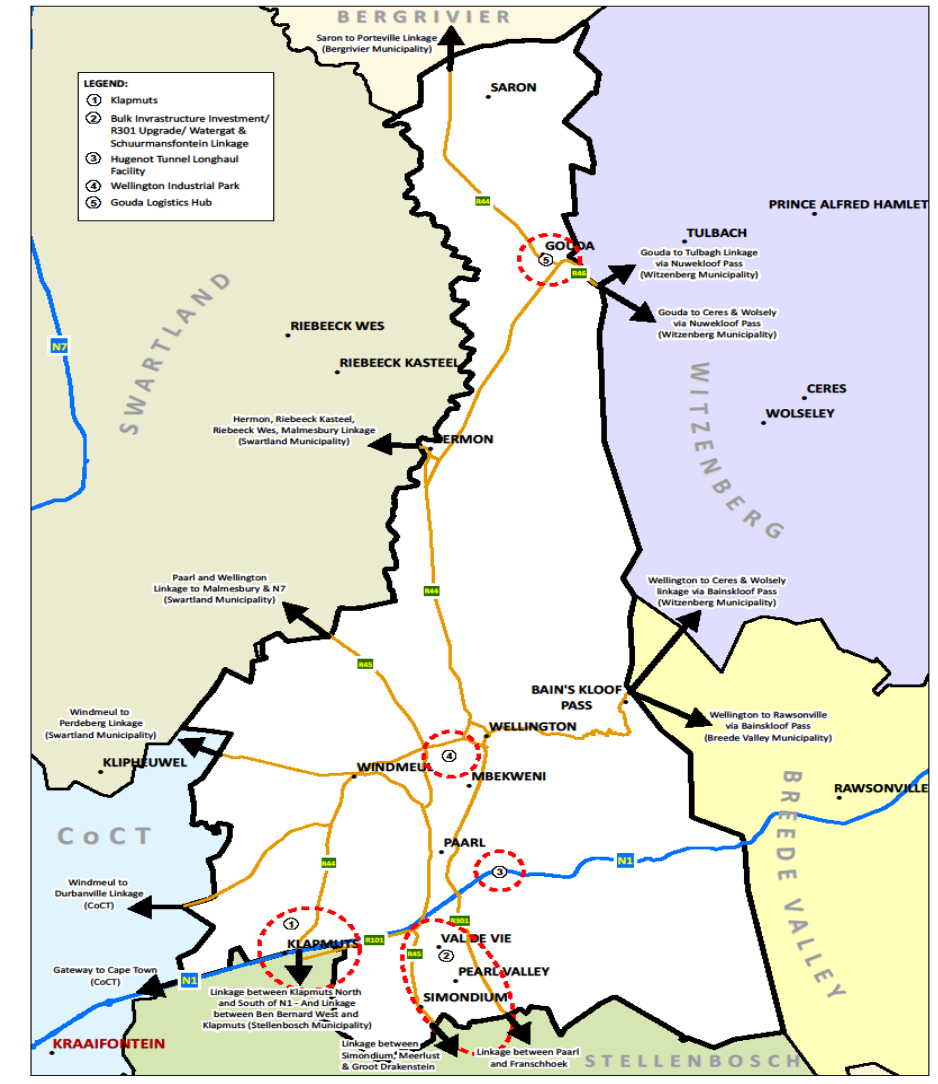 BERGRIVIER
Saron to Porteville Linkage
(Bergrivier Municipality)
LEGEND:
1 Klapmuts
2 Bulk Invrastructure Investment/
R301 Upgrade/ Watergat &
Schuurmansfontein Linkage
3 Hugenot Tunnel Longhaul
Facility
4 Wellington Industrial Park
5 Gouda Logistics Hub
SARON
R44
PRINCE ALFRED HAMLET
TULBACH
GOUDA
5
R46
Gouda to Tulbagh Linkage
via Nuwekloof Pass
(Witzenberg Municipality)
Gouda to Ceres & Wolsely
via Nuwekloof Pass
(Witzenberg Municipality)
SWARTLAND
N7
RIEBEECK WES
RIEBEECK KASTEEL
WITZENBERG
CERES
WOLSELEY
Hermon, Riebeeck Kasteel,
Riebeeck Wes, Malmesbury Linkage
(Swartland Municipality)
HERMON
Paarl and Wellington
Linkage to Malmesbury & N7
(Swartland Municipality)
R44
Wellington to Ceres & Wolsely
linkage via Bainskloof Pass
(Witzenberg Municipality)
R45
BAIN'S KLOOF
PASS
Windmeul to
Perdeberg Linkage
(Swartland Municipality)
WELLINGTON
Wellington to Rawsonville
via Bainskloof Pass
(Breede Valley Municipality)
4
KLIPHEUWEL
WINDMEUL
MBEKWENI
RAWSONVILLE
BREEDE VALLEY
CoCT
PAARL
N1
R44
3
Windmeul to
Durbanville Linkage
(CoCT)
1
R301
KLAPMUTS
R101
VAL DE VIE
R45
2
Gateway to Cape Town
(CoCT)
N1
PEARL VALLEY
Linkage between Klapmuts North
and South of N1 - And Linkage
between Ben Bernard West and
Klapmuts (Stellenbosch Municipality)
SIMONDIUM
KRAAIFONTEIN
Linkage between
Simondium, Meerlust
& Groot Drakenstein
Linkage between Paarl
and Franschhoek
STELLENBOSCH